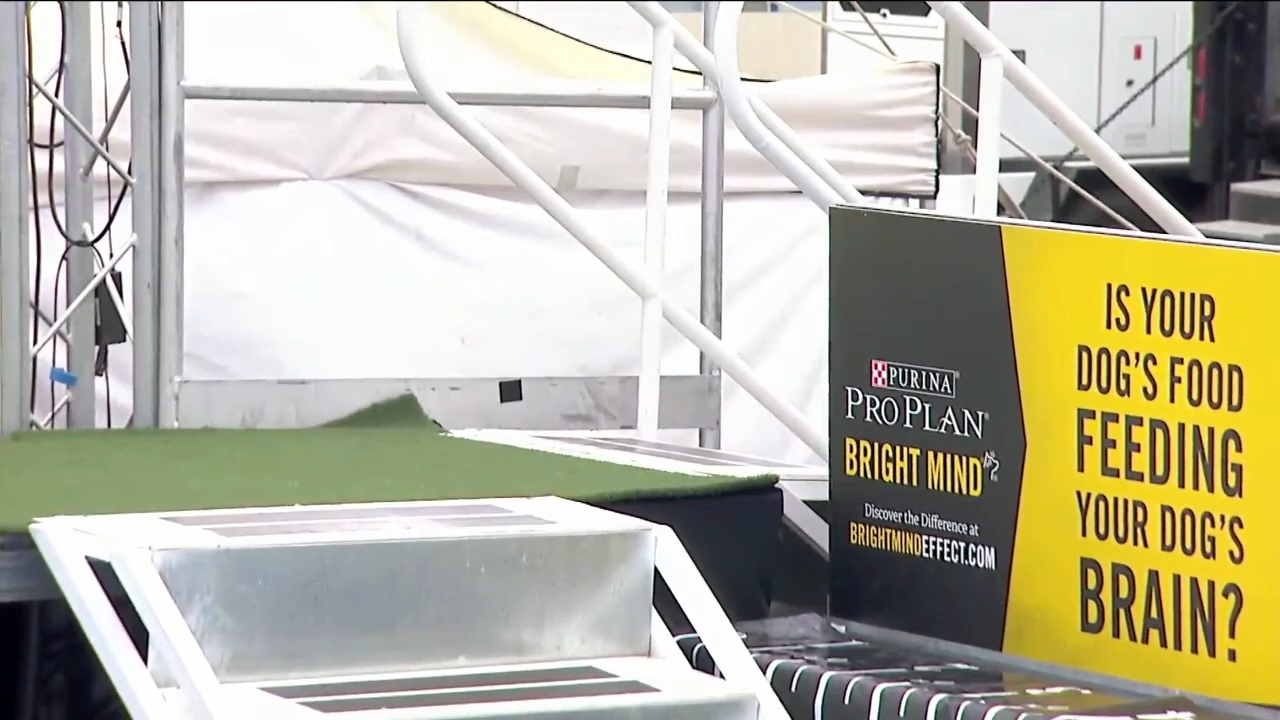 PURINA
PRO PLAN
BRIGHT MIND
Discover the Difference at
BRIGHTMINDEFFECT.COM
IS YOUR
DOG'S FOOD
FEEDING
YOUR DOG'S
BRAIN?